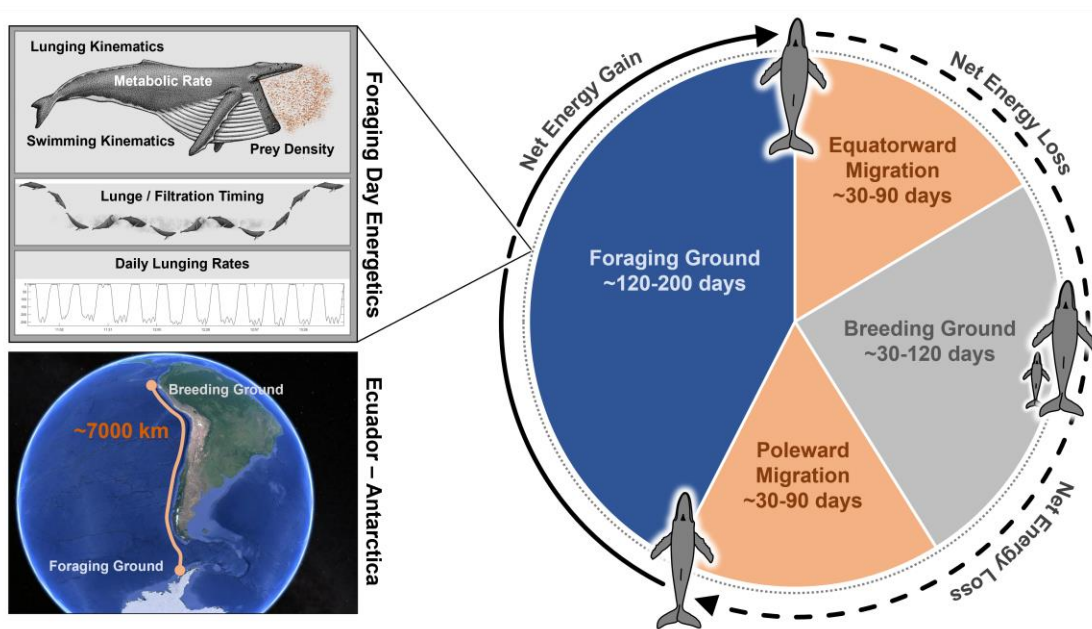 Lunging Kinematics
Metabolic Rate
Swimming Kinematics
Prey Density
Lunge / Filtration Timing
Daily Lunging Rates
Foraging Day Energetics
Breeding Ground
~7000 km
Foraging Ground
Ecuador – Antarctica
Net Energy Gain
Net Energy Loss
Equatorward
Migration
~30-90 days
Foraging Ground
~120-200 days
Breeding Ground
~30-120 days
Poleward
Migration
~30-90 days
Net Energy Loss